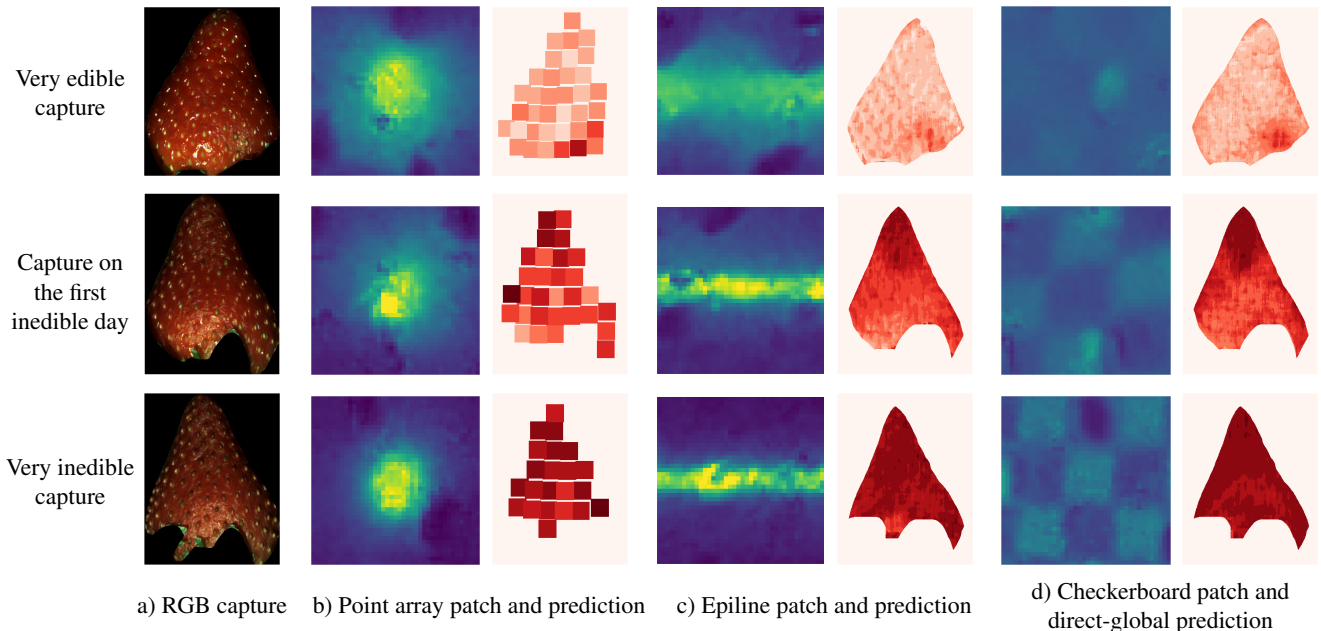 Very edible
capture
Capture on
the first
inedible day
Very inedible
capture
a) RGB capture
b) Point array patch and prediction
c) Epiline patch and prediction
d) Checkerboard patch and
direct-global prediction